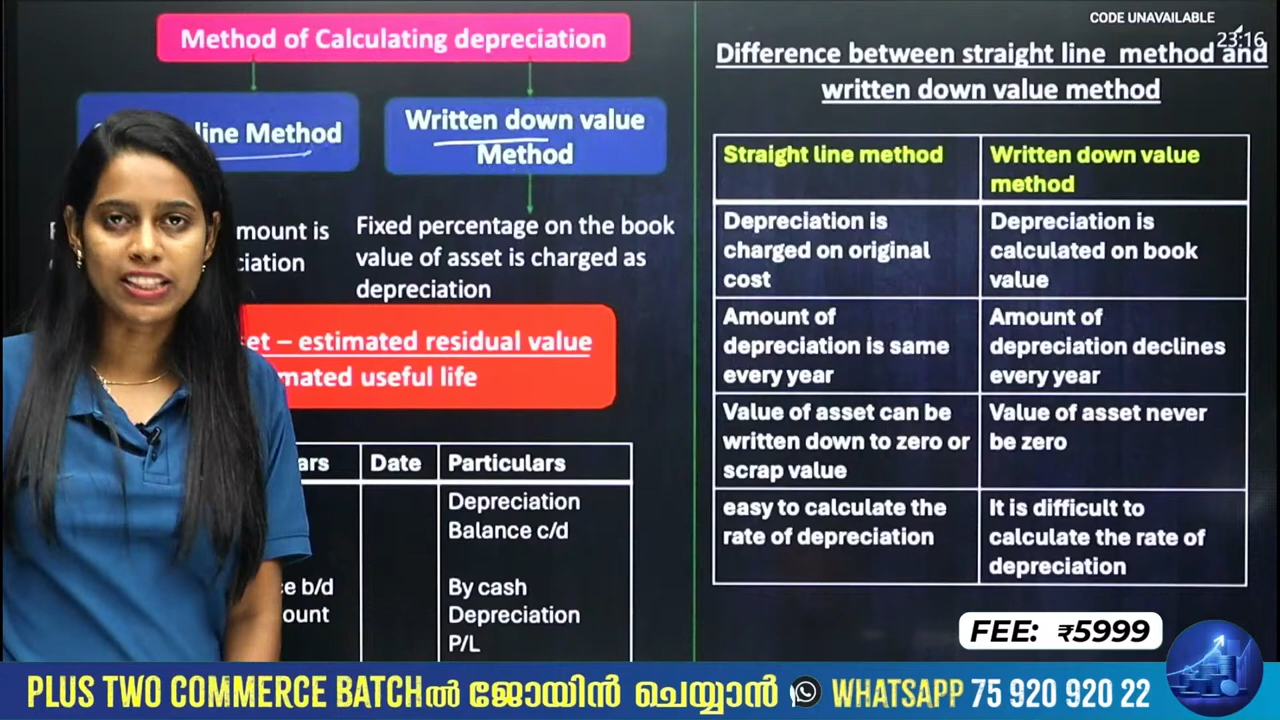 Method of Calculating depreciation
line Method
Written down value
Method
mount is
ciation
Fixed percentage on the book
value of asset is charged as
depreciation
et – estimated residual value
mated useful life
ars
Date
Particulars
Depreciation
Balance c/d
ce b/d
ount
By cash
Depreciation
P/L
CODE UNAVAILABLE
23:16
Difference between straight line method and
written down value method
Straight line method
Written down value
method
Depreciation is
charged on original
cost
Depreciation is
calculated on book
value
Amount of
depreciation is same
every year
Amount of
depreciation declines
every year
Value of asset can be
written down to zero or
scrap value
Value of asset never
be zero
easy to calculate the
rate of depreciation
It is difficult to
calculate the rate of
depreciation
FEE: ₹5999
PLUS TWO COMMERCE BATCHൽ ജോയിൻ ചെയ്യാൻ WHATSAPP 75 920 920 22